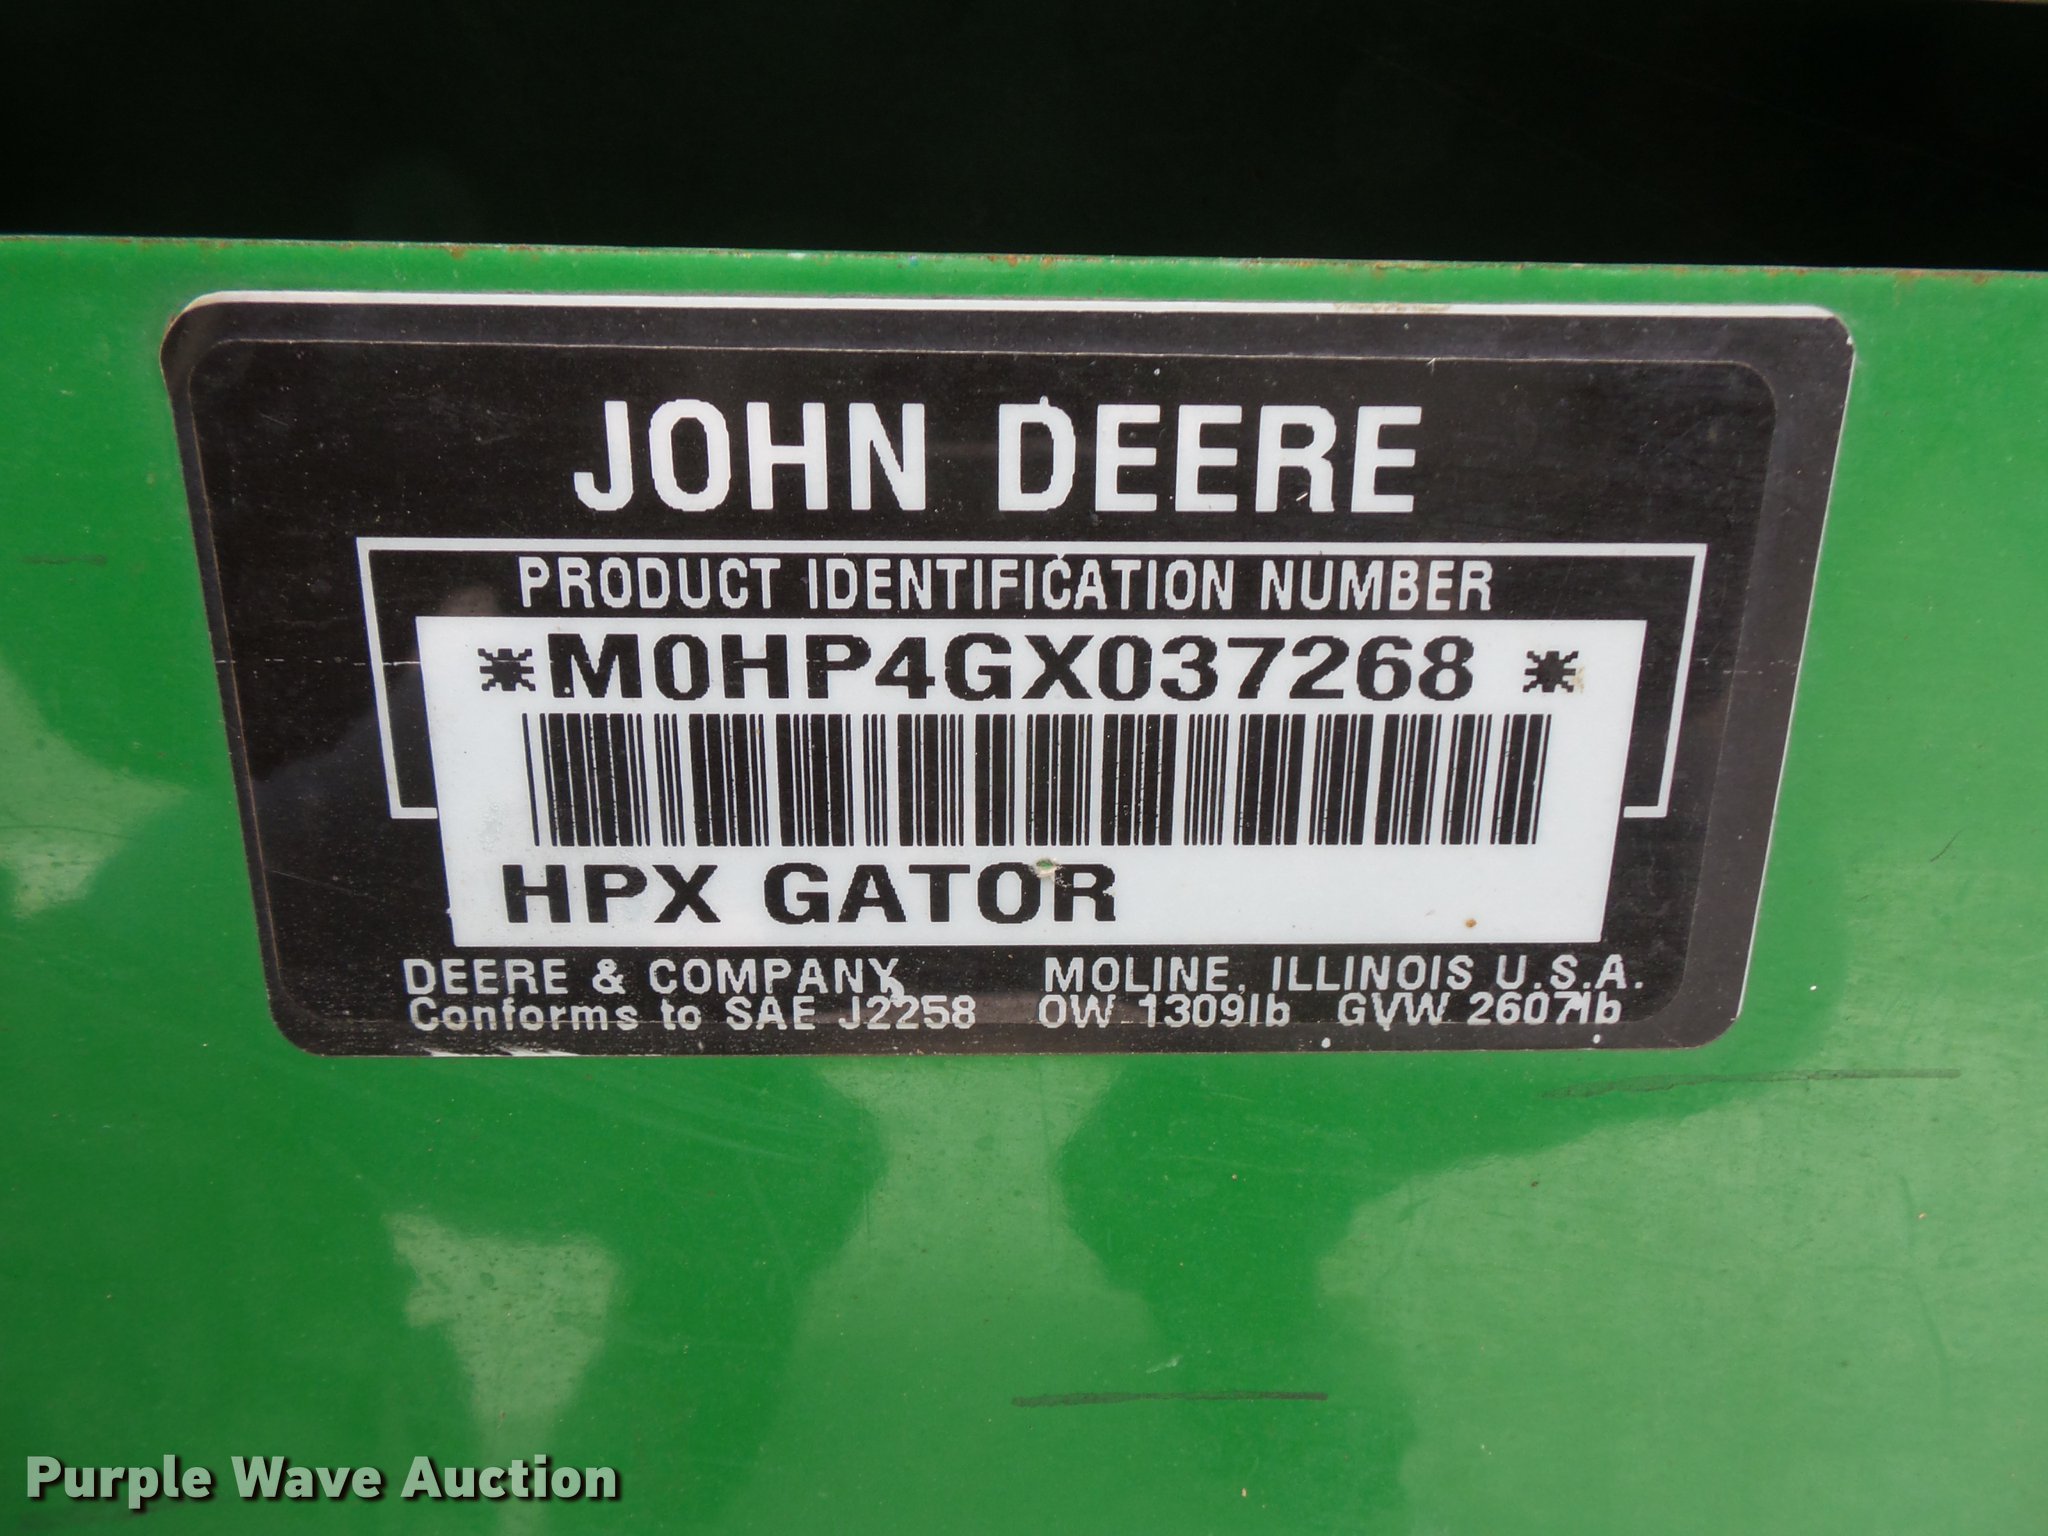 JOHN DEERE
PRODUCT IDENTIFICATION NUMBER
*M0HP4GX037268 *
HPX GATOR
DEERE & COMPANY, MOLINE, ILLINOIS U.S.A.
Conforms to SAE J2258 OW 1309lb GVW 2607lb
Purple Wave Auction